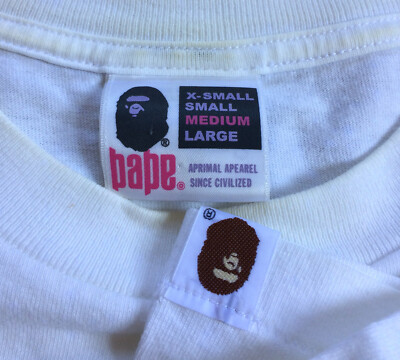 X-SMALL
SMALL
MEDIUM
LARGE
®
bape®
APRIMAL APEAREL
SINCE CIVILIZED
®